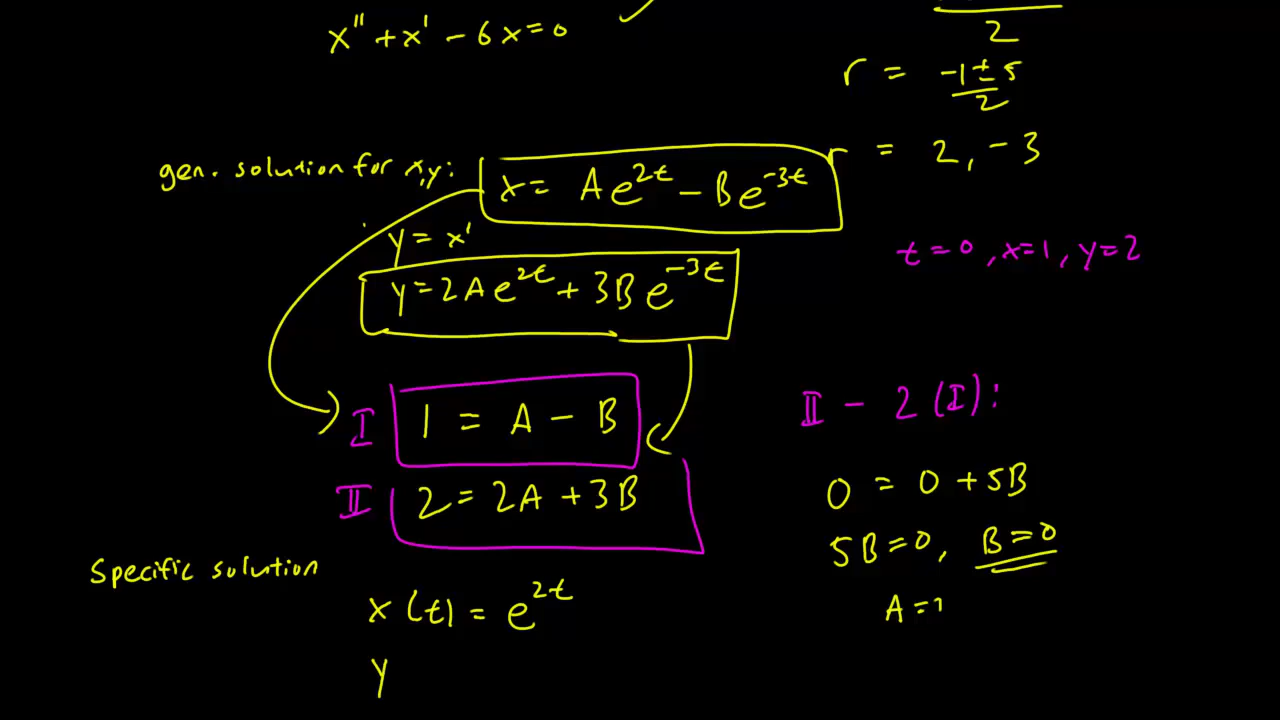 x'' + x' - 6x = 0
2
r = -1 ± 5 / 2
r = 2, -3
gen. solution for x,y: x = Ae^{2t} - Be^{-3t}
y = x'
y = 2Ae^{2t} + 3Be^{-3t}
t = 0, x = 1, y = 2
I 1 = A - B
II 2 = 2A + 3B
II - 2(I):
0 = 0 + 5B
5B = 0, B = 0
A = 1
Specific solution
x(t) = e^{2t}
y